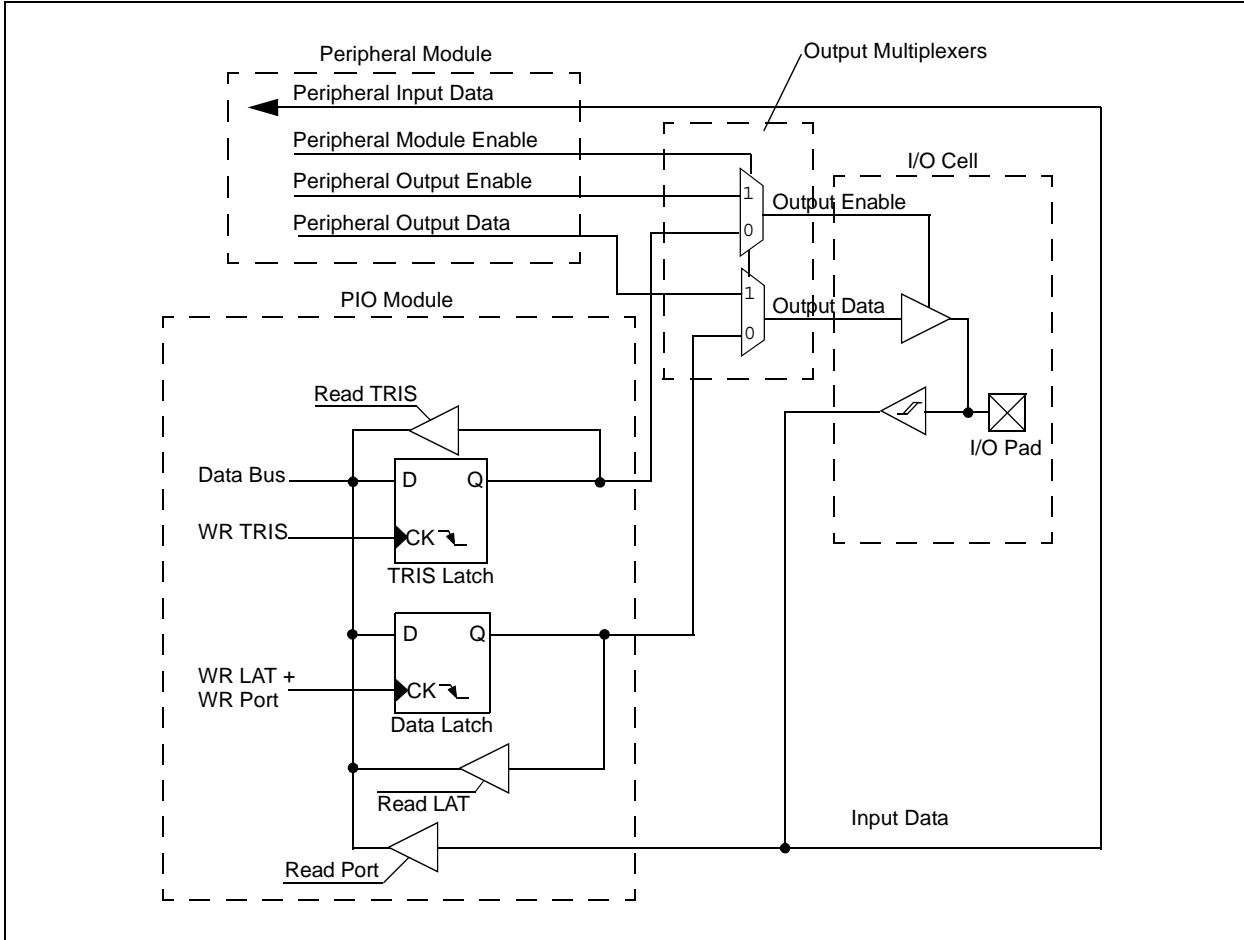 Peripheral Module
Output Multiplexers
Peripheral Input Data
Peripheral Module Enable
I/O Cell
Peripheral Output Enable
1
Output Enable
Peripheral Output Data
0
PIO Module
1
Output Data
0
Read TRIS
I/O Pad
Data Bus
D
Q
WR TRIS
CK
TRIS Latch
D
Q
WR LAT +
WR Port
CK
Data Latch
Read LAT
Input Data
Read Port